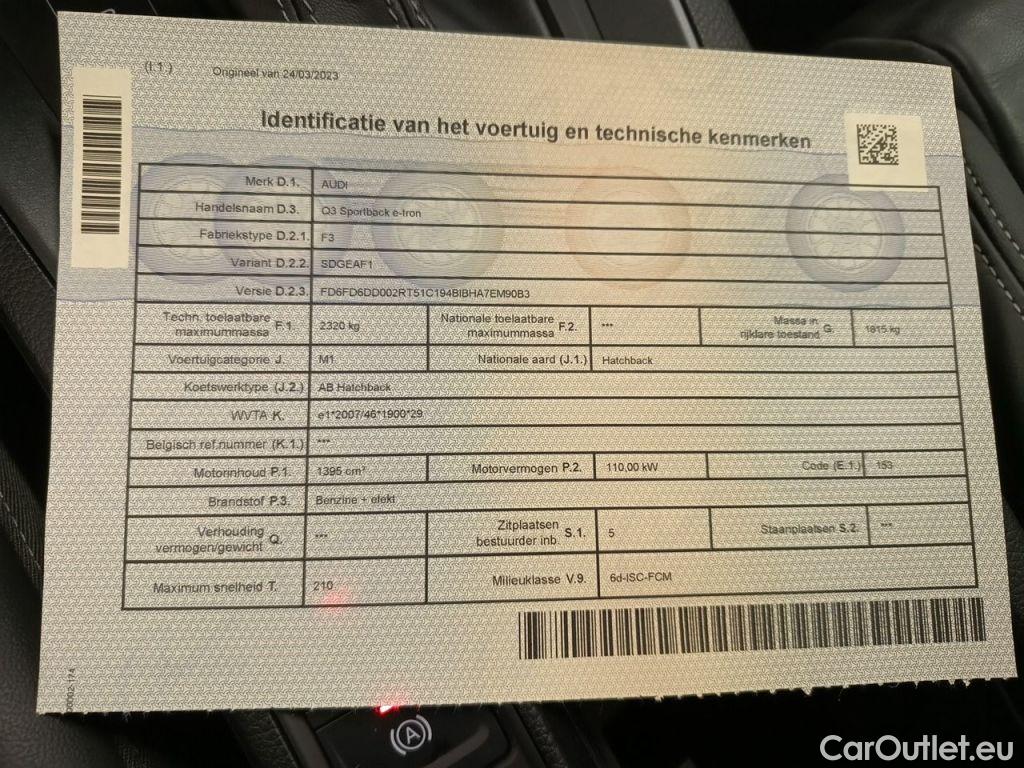 (I.1.) Origineel van 24/03/2023
Identificatie van het voertuig en technische kenmerken
Merk D.1. AUDI
Handelsnaam D.3. Q3 Sportback e-tron
Fabriekstype D.2.1. F3
Variant D.2.2. SDGEAF1
Versie D.2.3. FD6FD6DD002RT51C194BIBHA7EM90B3
Techn. toelaatbare maximummassa F.1. 2320 kg Nationale toelaatbare maximummassa F.2. *** Massa in rijklare toestand G. 1815 kg
Voertuigcategorie J. M1 Nationale aard (J.1.) Hatchback
Koetswerktype (J.2.) AB Hatchback
WVTA K. e1*2007/46*1900*29
Belgisch ref.nummer (K.1.) ***
Motorinhoud P.1. 1395 cm³ Motorvermogen P.2. 110,00 kW Code (E.1.) 153
Brandstof P.3. Benzine + elekt
Verhouding vermogen/gewicht Q. *** Zitplaatsen bestuurder inb. S.1. 5 Staanplaatsen S.2. ***
Maximum snelheid T. 210 Milieuklasse V.9. 6d-ISC-FCM
00002-174
A
CarOutlet.eu